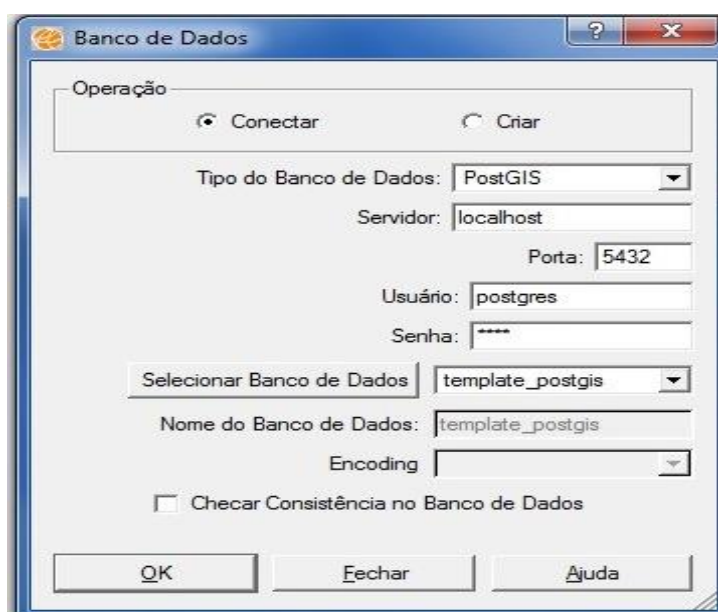 Banco de Dados
Operação
Conectar Criar
Tipo do Banco de Dados: PostGIS
Servidor: localhost
Porta: 5432
Usuário: postgres
Senha: ****
Selecionar Banco de Dados template_postgis
Nome do Banco de Dados: template_postgis
Encoding
Checar Consistência no Banco de Dados
OK Fechar Ajuda